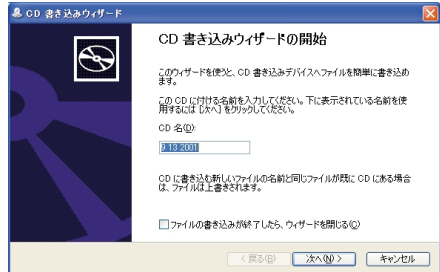 CD 書き込みウィザード
CD 書き込みウィザードの開始
このウィザードを使うと、CD 書き込みデバイスへファイルを簡単に書き込め
ます。
この CD に付ける名前を入力してください。下に表示されている名前を使
用するには [次へ] をクリックしてください。
CD 名(D):
9 13 2001
CD に書き込む新しいファイルの名前と同じファイルが既に CD にある場合
は、ファイルは上書きされます。
ファイルの書き込みが終了したら、ウィザードを閉じる(C)
< 戻る(B)
次へ(N) >
キャンセル